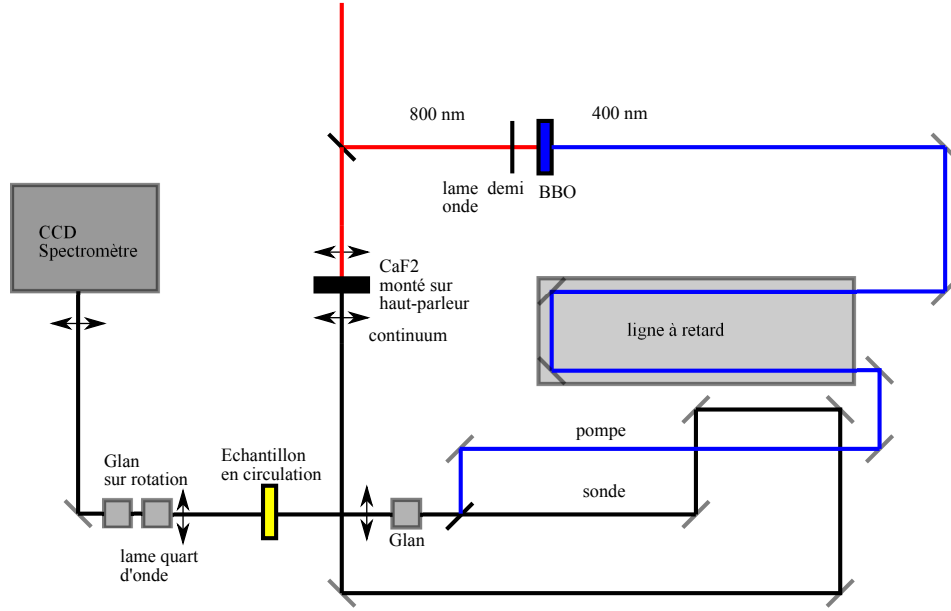 800 nm
400 nm
lame demi
onde
BBO
CCD
Spectromètre
CaF2
monté sur
haut-parleur
continuum
ligne à retard
pompe
sonde
Echantillon
en circulation
Glan
sur rotation
Glan
lame quart
d'onde